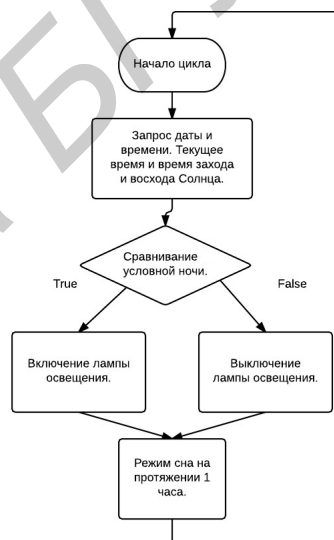 Начало цикла
Запрос даты и
времени. Текущее
время и время захода
и восхода Солнца.
Сравнивание
условной ночи.
True
False
Включение лампы
освещения.
Выключение
лампы освещения.
Режим сна на
протяжении 1
часа.